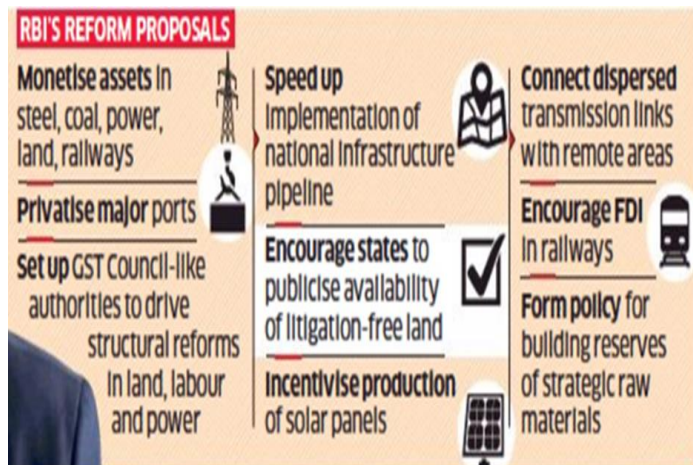 RBI'S REFORM PROPOSALS
Monetise assets in
steel, coal, power,
land, railways
Privatise major ports
Set up GST Council-like
authorities to drive
structural reforms
in land, labour
and power
Speed up
implementation of
national infrastructure
pipeline
Encourage states to
publicise availability
of litigation-free land
Incentivise production
of solar panels
Connect dispersed
transmission links
with remote areas
Encourage FDI
in railways
Form policy for
building reserves
of strategic raw
materials